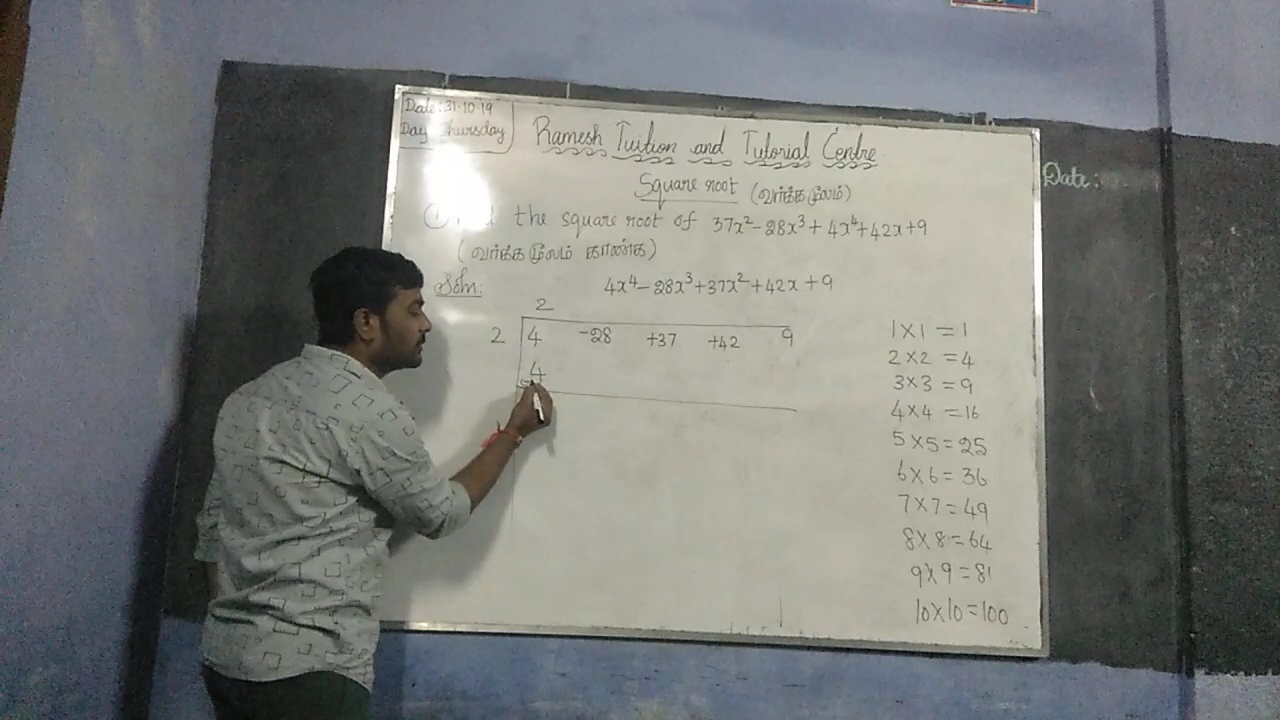 Date: 31.10.19
Day Thursday
Ramesh Tuition and Tutorial Centre
Square root (வர்க்கமூலம்)
① the square root of 37x² - 28x³ + 4x⁴ + 42x + 9
(வர்க்கமூலம் காண்க)
Soln:
4x⁴ - 28x³ + 37x² + 42x + 9
2
2 4 -28 +37 +42 9
4
1 x 1 = 1
2 x 2 = 4
3 x 3 = 9
4 x 4 = 16
5 x 5 = 25
6 x 6 = 36
7 x 7 = 49
8 x 8 = 64
9 x 9 = 81
10 x 10 = 100
Date: